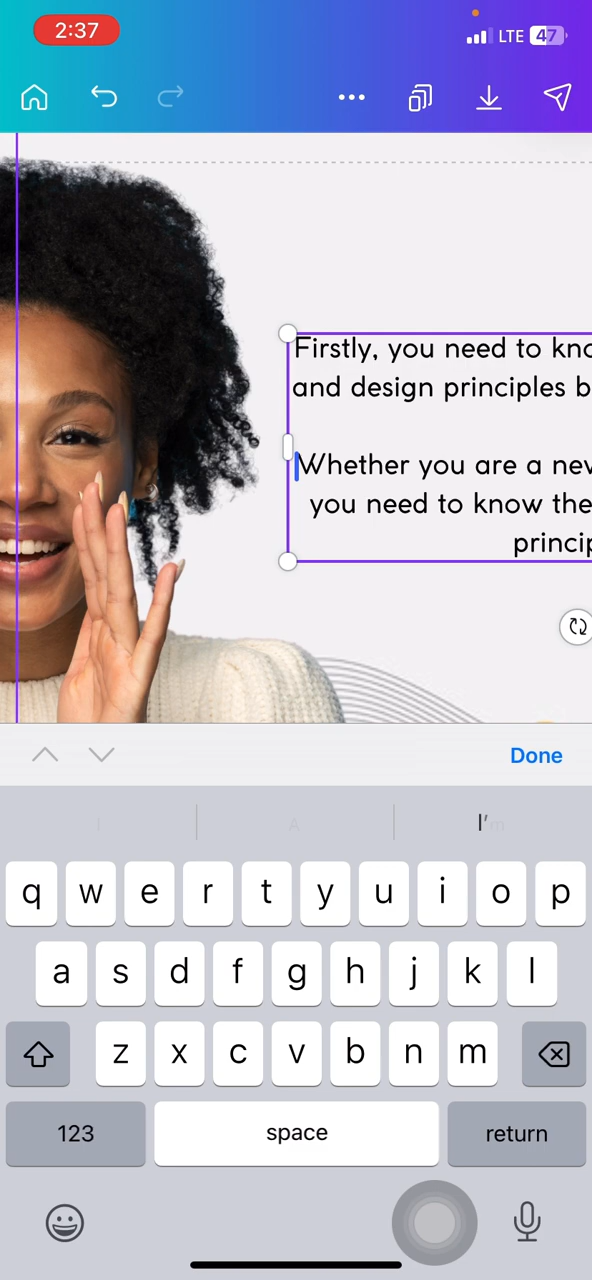 2:37
LTE 47
Firstly, you need to kno
and design principles b
Whether you are a nev
you need to know the
princip
Done
I
A
I'm
q w e r t y u i o p
a s d f g h j k l
z x c v b n m
123 space return